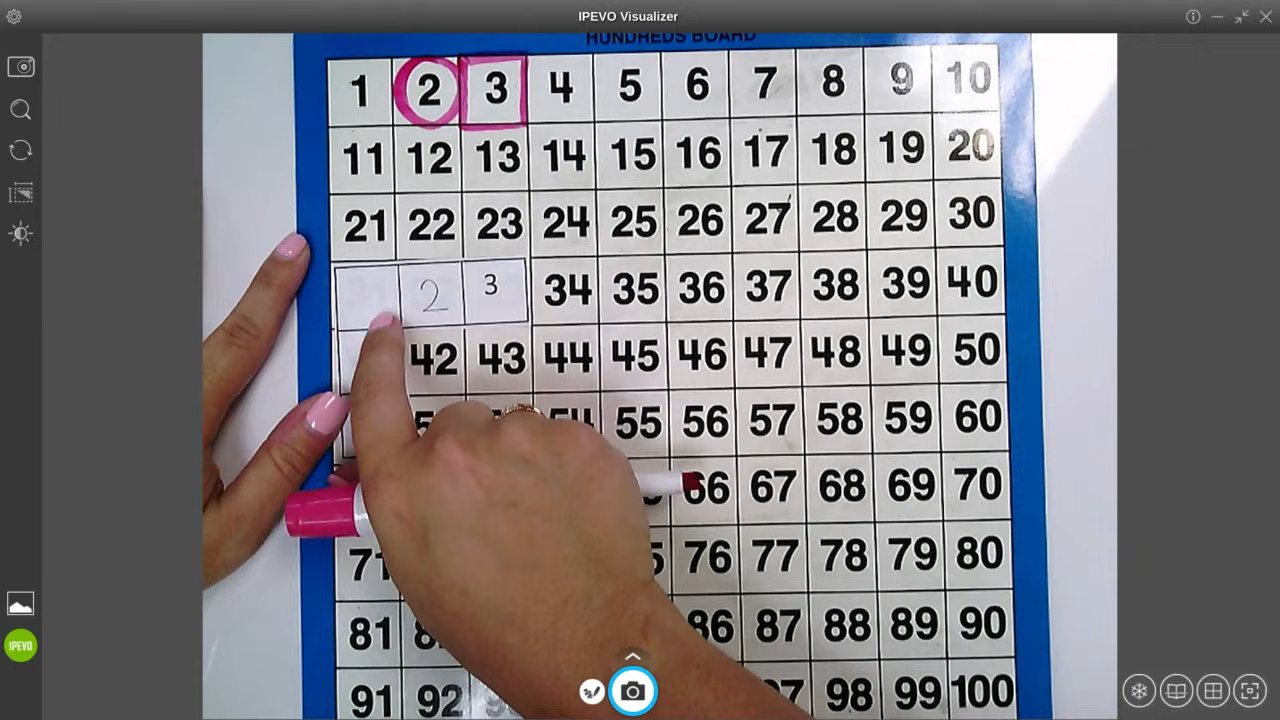 IPEVO Visualizer
HUNDREDS BOARD
1 2 3 4 5 6 7 8 9 10
11 12 13 14 15 16 17 18 19 20
21 22 23 24 25 26 27 28 29 30
2 3 34 35 36 37 38 39 40
42 43 44 45 46 47 48 49 50
55 56 57 58 59 60
66 67 68 69 70
71 76 77 78 79 80
81 86 87 88 89 90
91 92 98 99 100
IPEVO